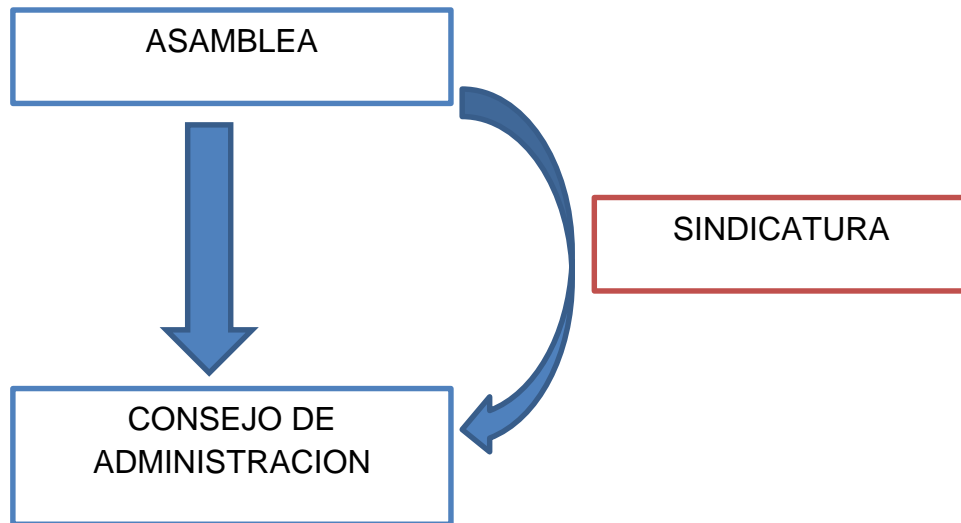 ASAMBLEA
SINDICATURA
CONSEJO DE
ADMINISTRACION